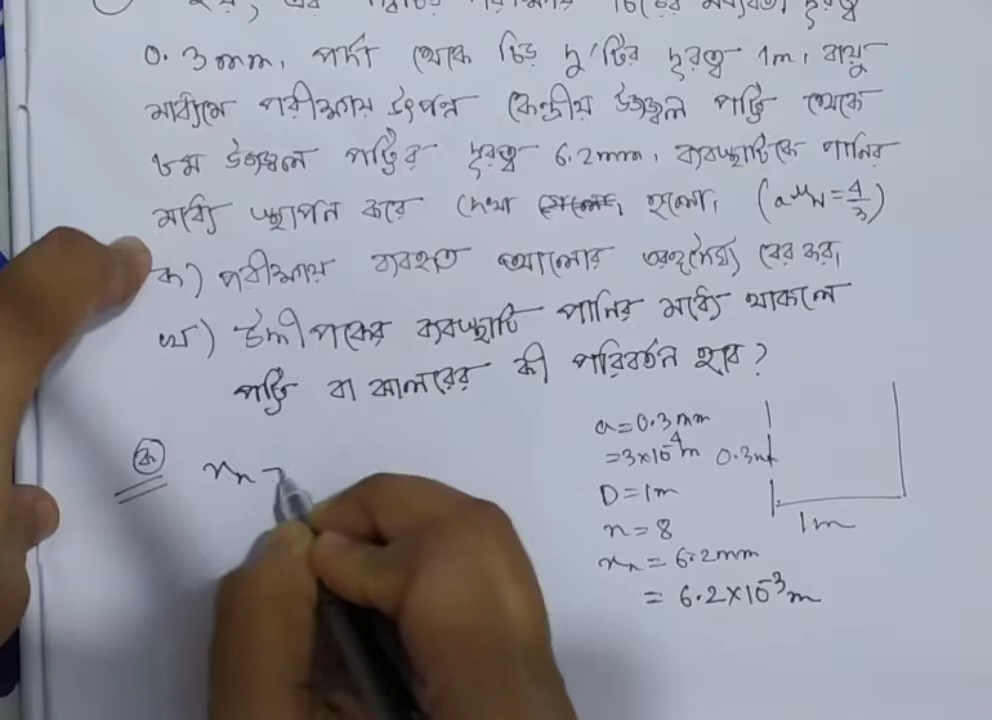 0.3mm, পর্দা থেকে চিড় দু'টির দূরত্ব 1m, বায়ু
মাধ্যমে পরীক্ষায় উৎপন্ন কেন্দ্রীয় উজ্জ্বল পট্টি থেকে
৮ম উজ্জ্বল পট্টির দূরত্ব 6.2mm, ব্যবস্থাটিকে পানির
মধ্যে স্থাপন করে দেখা হলো। (aμw = 4/3)
ক) পরীক্ষায় ব্যবহৃত আলোর তরঙ্গদৈর্ঘ্য বের কর,
খ) উদ্দীপকের ব্যবস্থাটি পানির মধ্যে থাকলে
পট্টি বা ঝালরের কী পরিবর্তন হবে?
a = 0.3mm
= 3×10⁻⁴m
0.3m
D = 1m
1m
n = 8
xn = 6.2mm
= 6.2×10⁻³m
ক
xn =